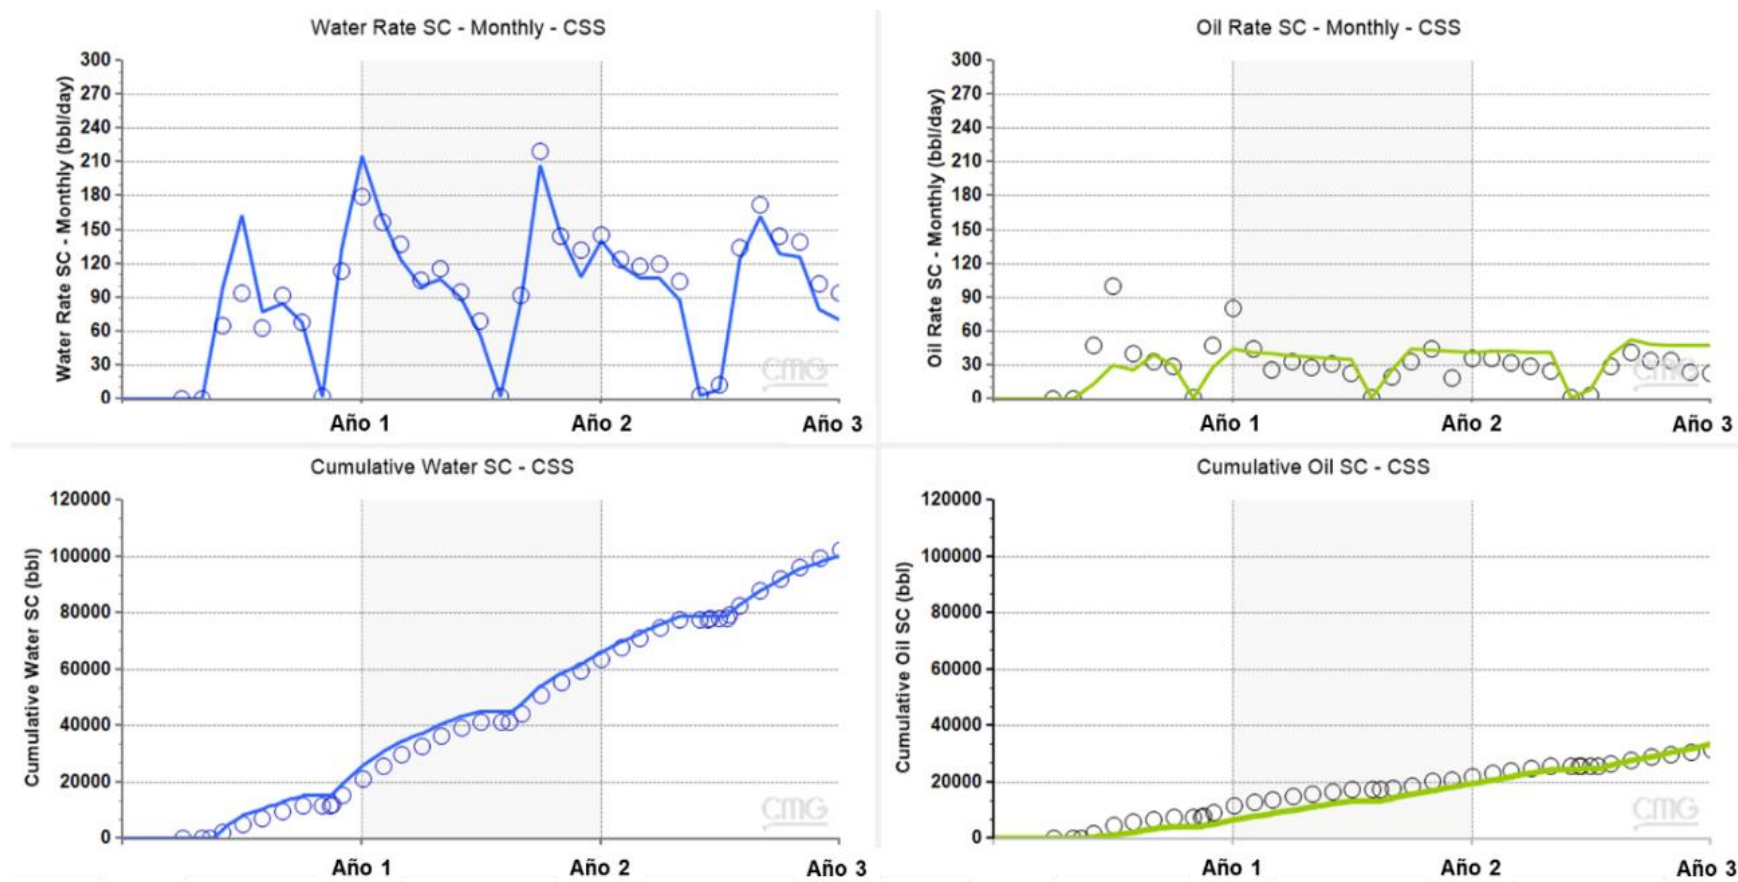 Water Rate SC - Monthly - CSS
Water Rate SC - Monthly (bbl/day)
300
270
240
210
180
150
120
90
60
30
0
CMG
Año 1
Año 2
Año 3
Oil Rate SC - Monthly - CSS
Oil Rate SC - Monthly (bbl/day)
300
270
240
210
180
150
120
90
60
30
0
CMG
Año 1
Año 2
Año 3
Cumulative Water SC - CSS
Cumulative Water SC (bbl)
120000
100000
80000
60000
40000
20000
0
CMG
Año 1
Año 2
Año 3
Cumulative Oil SC - CSS
Cumulative Oil SC (bbl)
120000
100000
80000
60000
40000
20000
0
CMG
Año 1
Año 2
Año 3